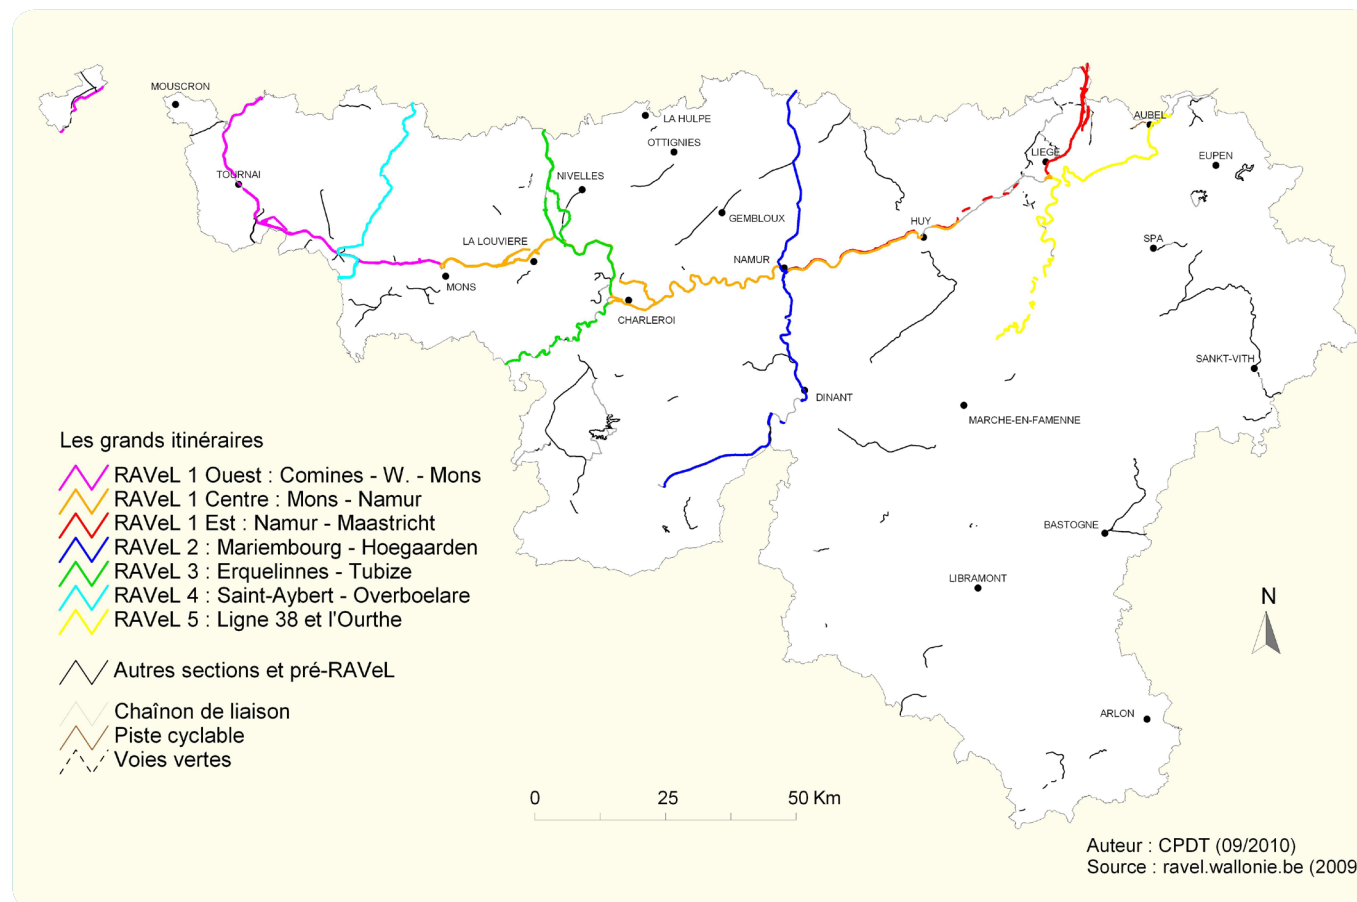 MOUSCRON
LA HULPE
AUBEL
OTTIGNIES
LIEGE
EUPEN
TOURNAI
NIVELLES
GEMBLOUX
HUY
LA LOUVIERE
SPA
NAMUR
MONS
CHARLEROI
SANKT-VITH
DINANT
MARCHE-EN-FAMENNE
BASTOGNE
LIBRAMONT
ARLON
Les grands itinéraires
RAVeL 1 Ouest : Comines - W. - Mons
RAVeL 1 Centre : Mons - Namur
RAVeL 1 Est : Namur - Maastricht
RAVeL 2 : Mariembourg - Hoegaarden
RAVeL 3 : Erquelinnes - Tubize
RAVeL 4 : Saint-Aybert - Overboelare
RAVeL 5 : Ligne 38 et l'Ourthe
Autres sections et pré-RAVeL
Chaînon de liaison
Piste cyclable
Voies vertes
N
0 25 50 Km
Auteur : CPDT (09/2010)
Source : ravel.wallonie.be (2009